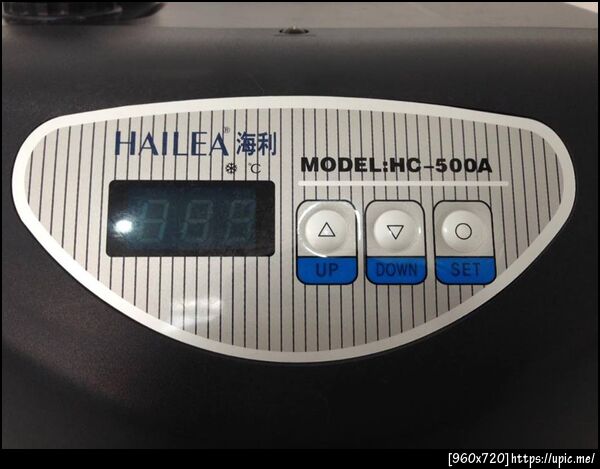 HAILEA® 海利
℃
MODEL:HC-500A
UP DOWN SET
[960x720]https://upic.me/